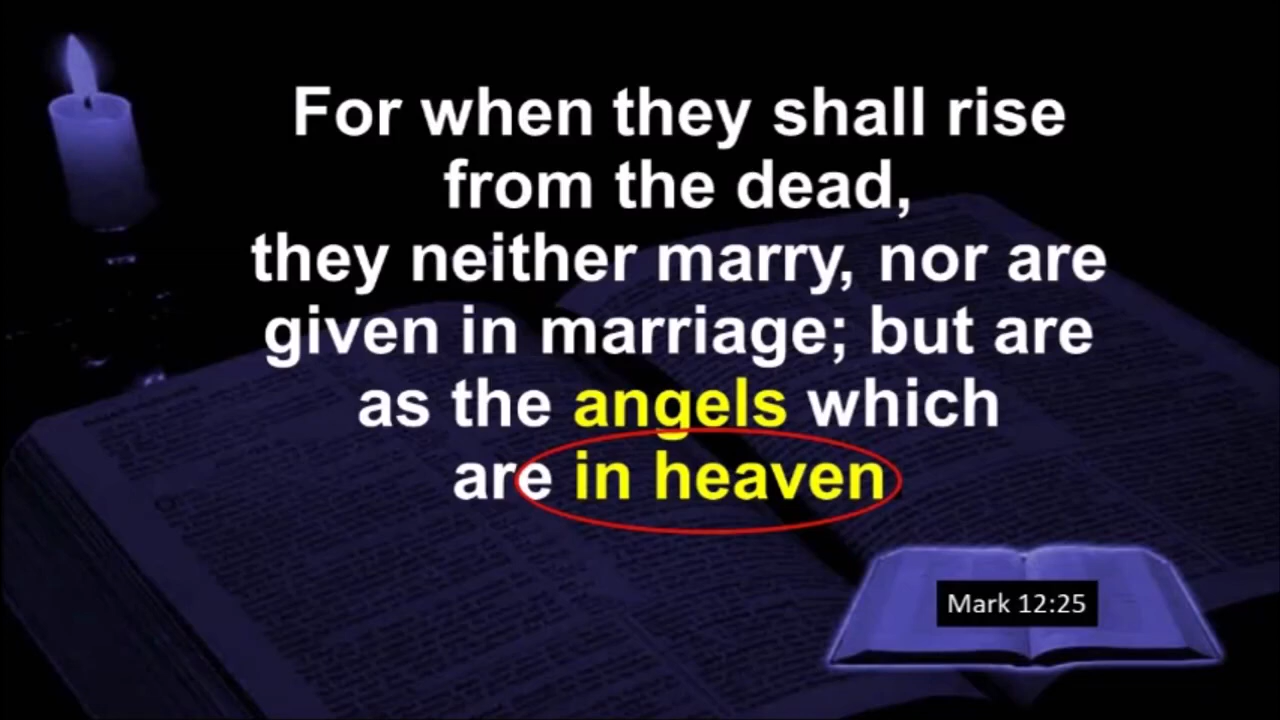 For when they shall rise
from the dead,
they neither marry, nor are
given in marriage; but are
as the angels which
are in heaven
Mark 12:25